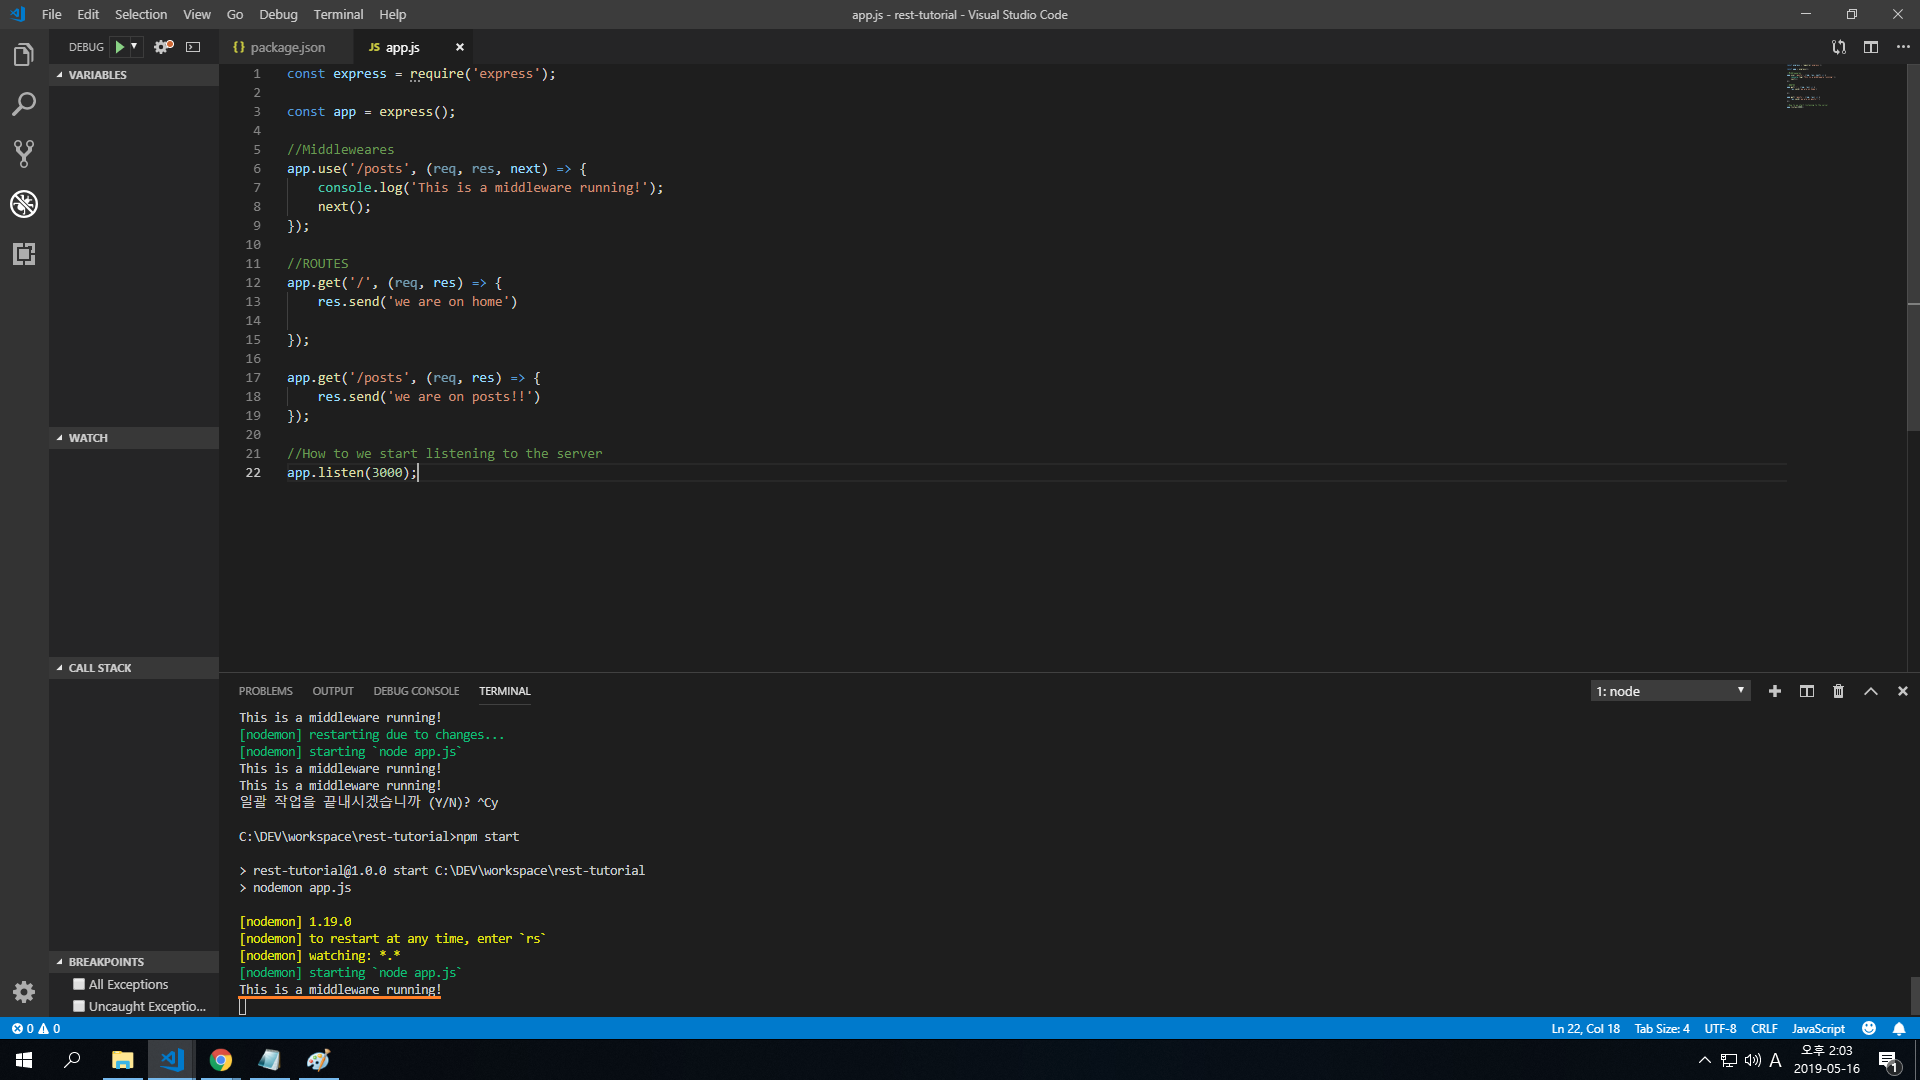 File Edit Selection View Go Debug Terminal Help
app.js - rest-tutorial - Visual Studio Code
DEBUG
{} package.json
JS app.js
VARIABLES
WATCH
CALL STACK
BREAKPOINTS
All Exceptions
Uncaught Exceptio...
1 const express = require('express');
2
3 const app = express();
4
5 //Middleweares
6 app.use('/posts', (req, res, next) => {
7 console.log('This is a middleware running!');
8 next();
9 });
10
11 //ROUTES
12 app.get('/', (req, res) => {
13 res.send('we are on home')
14
15 });
16
17 app.get('/posts', (req, res) => {
18 res.send('we are on posts!!')
19 });
20
21 //How to we start listening to the server
22 app.listen(3000);
PROBLEMS OUTPUT DEBUG CONSOLE TERMINAL
1: node
This is a middleware running!
[nodemon] restarting due to changes...
[nodemon] starting `node app.js`
This is a middleware running!
This is a middleware running!
일괄 작업을 끝내시겠습니까 (Y/N)? ^Cy
C:\DEV\workspace\rest-tutorial>npm start
> rest-tutorial@1.0.0 start C:\DEV\workspace\rest-tutorial
> nodemon app.js
[nodemon] 1.19.0
[nodemon] to restart at any time, enter `rs`
[nodemon] watching: *.*
[nodemon] starting `node app.js`
This is a middleware running!
0 0
Ln 22, Col 18 Tab Size: 4 UTF-8 CRLF JavaScript
A
오후 2:03
2019-05-16
1